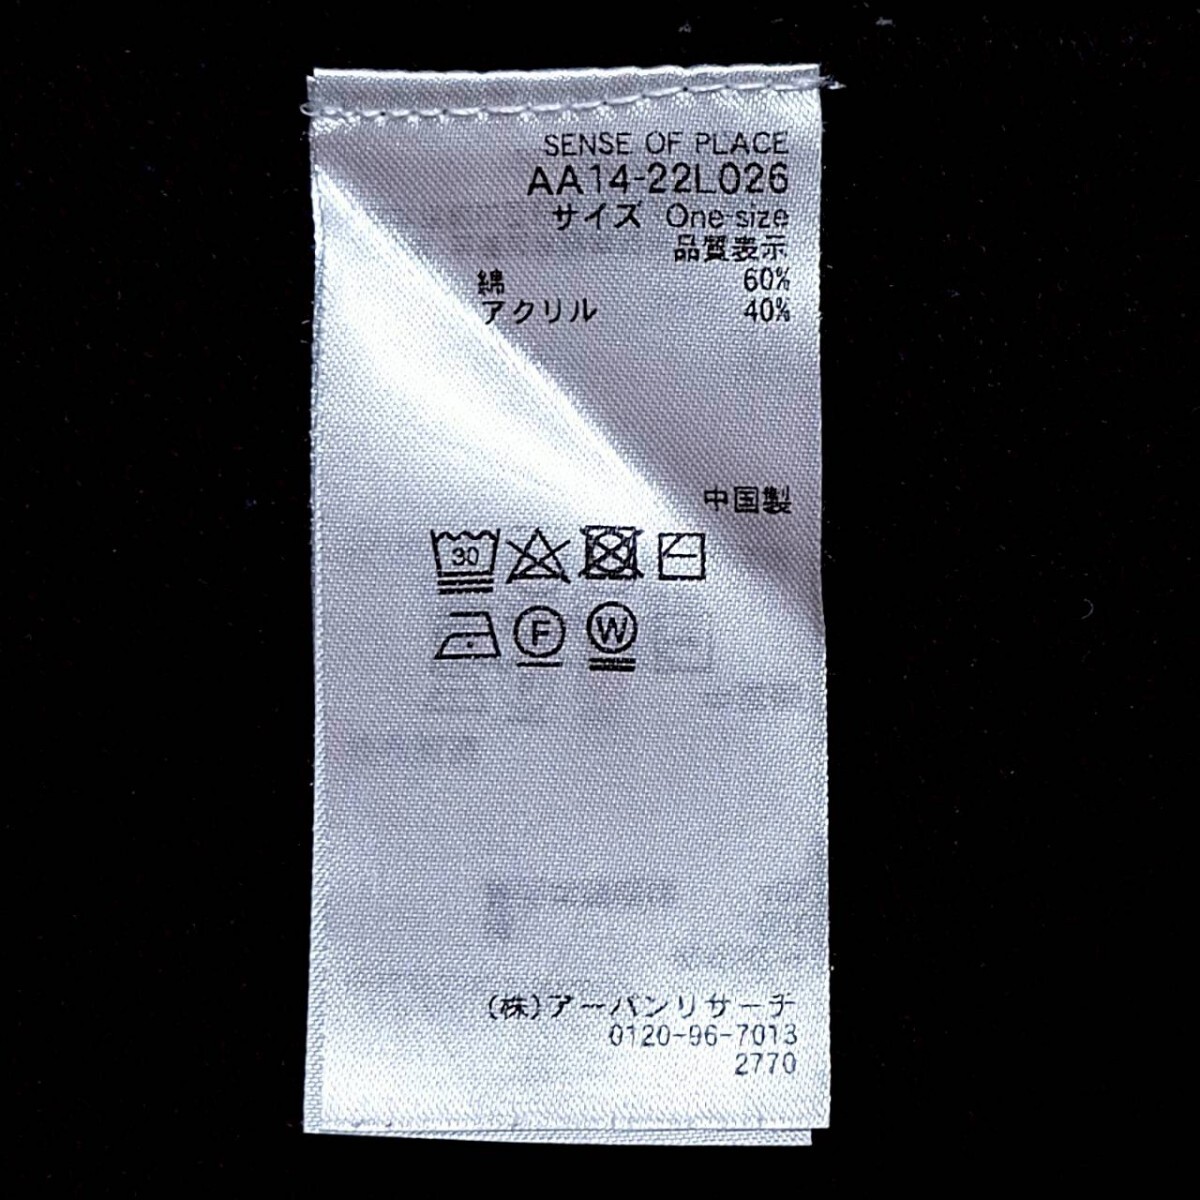 SENSE OF PLACE
AA14-22L026
サイズ One size
品質表示
綿 60%
アクリル 40%
中国製
30
F
W
(株)アーバンリサーチ
0120-96-7013
2770